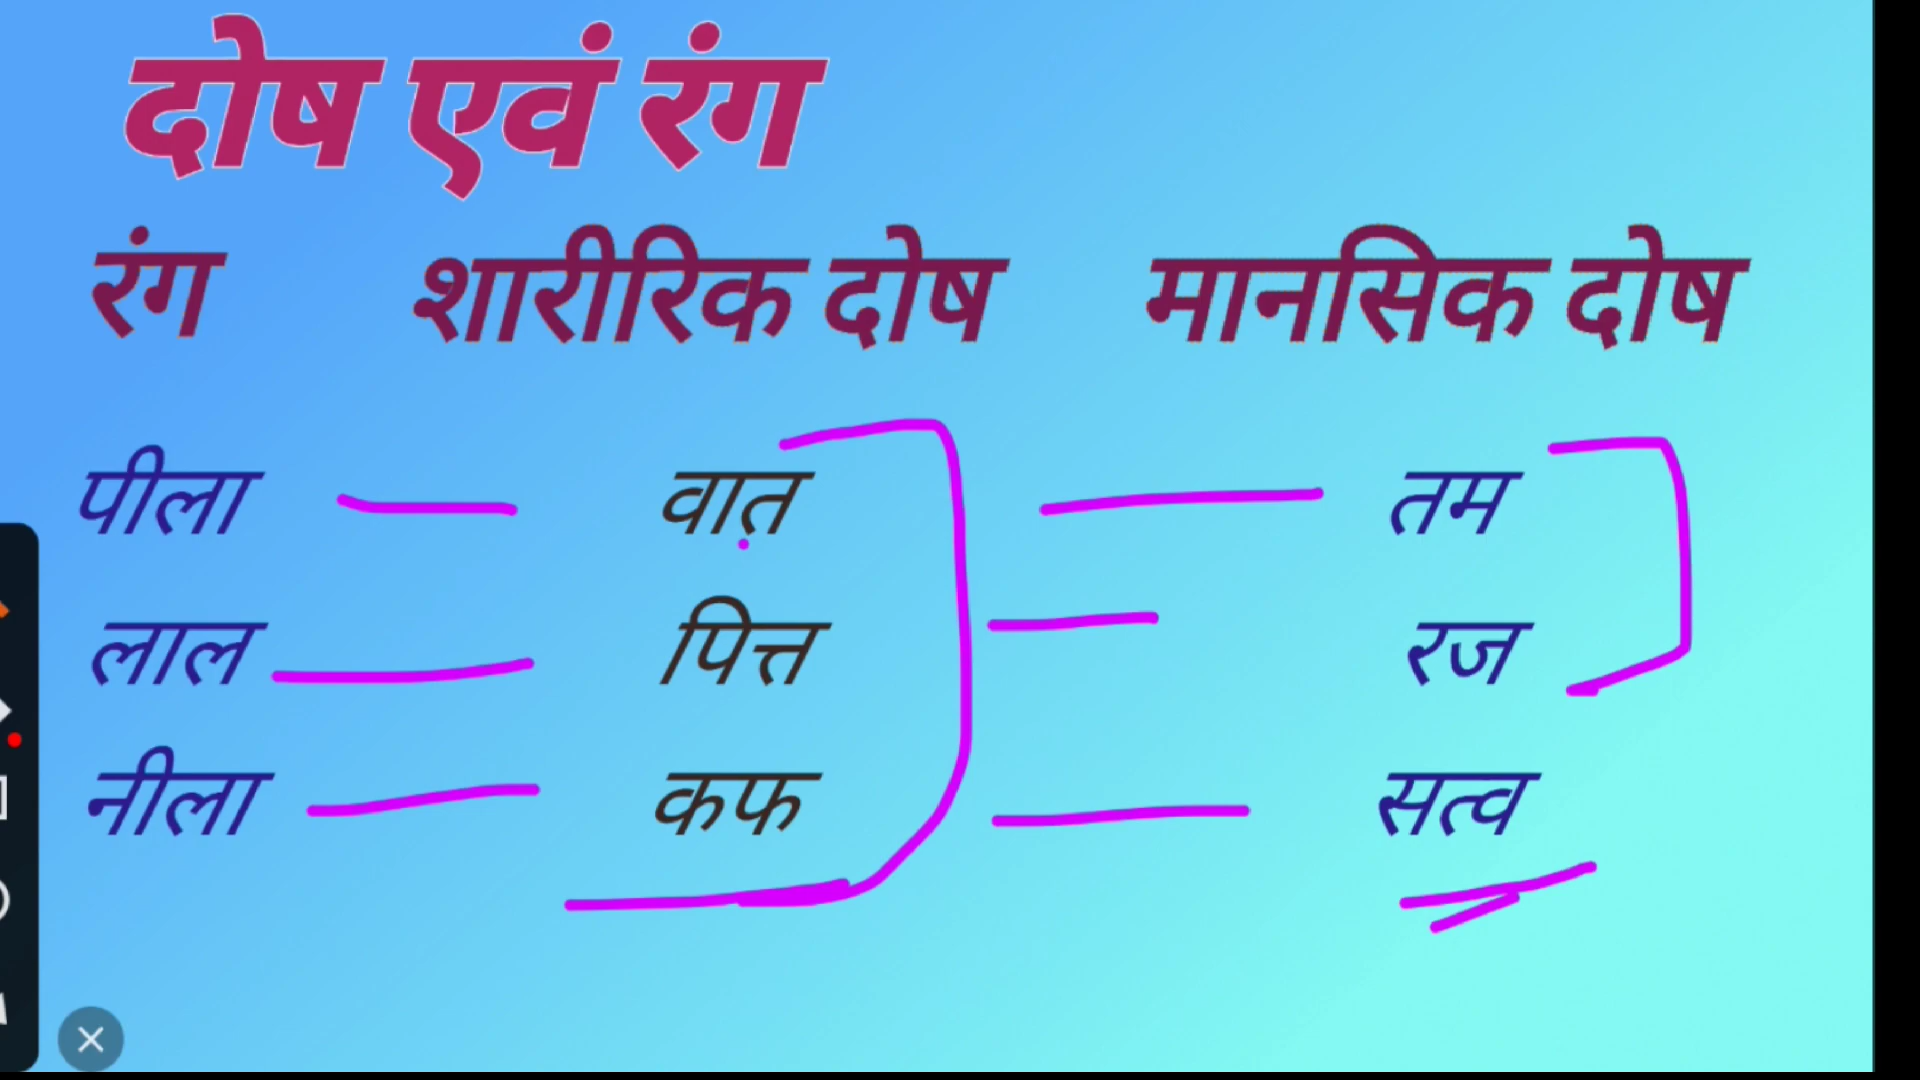 दोष एवं रंग
रंग शारीरिक दोष मानसिक दोष
पीला वात तम
लाल पित्त रज
नीला कफ सत्व